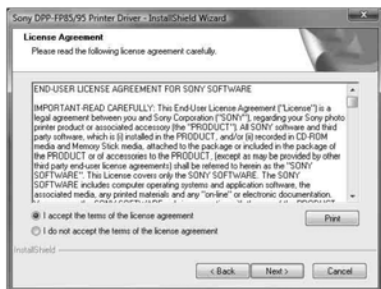 Sony DPP-FP85/95 Printer Driver - InstallShield Wizard
License Agreement
Please read the following license agreement carefully.
END-USER LICENSE AGREEMENT FOR SONY SOFTWARE
IMPORTANT-READ CAREFULLY: This End-User License Agreement ("License") is a
legal agreement between you and Sony Corporation ("SONY"), regarding your Sony photo
printer product or associated accessory (the "PRODUCT"). All SONY software and third
party software, which is (i) installed in the PRODUCT, and/or (ii) recorded in CD-ROM
media and Memory Stick media, attached to the package or included in the package of
the PRODUCT or of accessories to the PRODUCT, (except as may be provided by other
third party end-user license agreements) shall be referred to herein as the "SONY
SOFTWARE". This License covers only the SONY SOFTWARE. The SONY
SOFTWARE includes computer operating systems and application software, the
associated media, any printed materials and any "on-line" or electronic documentation.
I accept the terms of the license agreement
Print
I do not accept the terms of the license agreement
InstallShield
< Back
Next >
Cancel